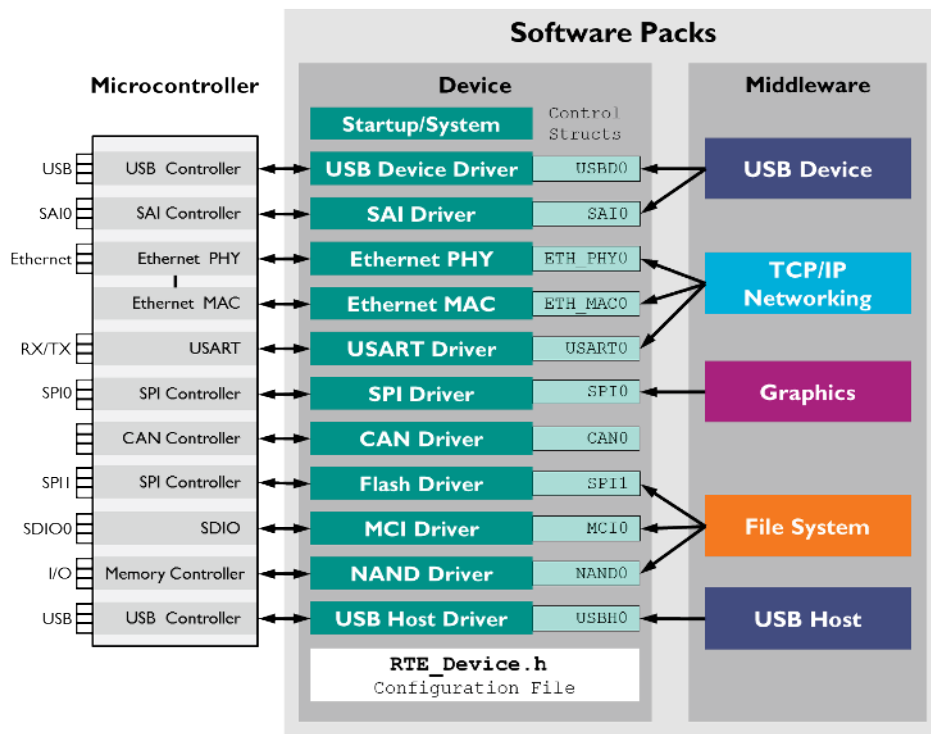 Software Packs
Microcontroller
Device
Middleware
Startup/System
Control
Structs
USB
USB Controller
USB Device Driver
USBD0
USB Device
SAI0
SAI Controller
SAI Driver
SAI0
Ethernet
Ethernet PHY
Ethernet PHY
ETH_PHY0
TCP/IP
Networking
Ethernet MAC
Ethernet MAC
ETH_MAC0
RX/TX
USART
USART Driver
USART0
SPI0
SPI Controller
SPI Driver
SPI0
Graphics
CAN Controller
CAN Driver
CAN0
SPI1
SPI Controller
Flash Driver
SPI1
SDIO0
SDIO
MCI Driver
MCI0
File System
I/O
Memory Controller
NAND Driver
NAND0
USB
USB Controller
USB Host Driver
USBH0
USB Host
RTE_Device.h
Configuration File